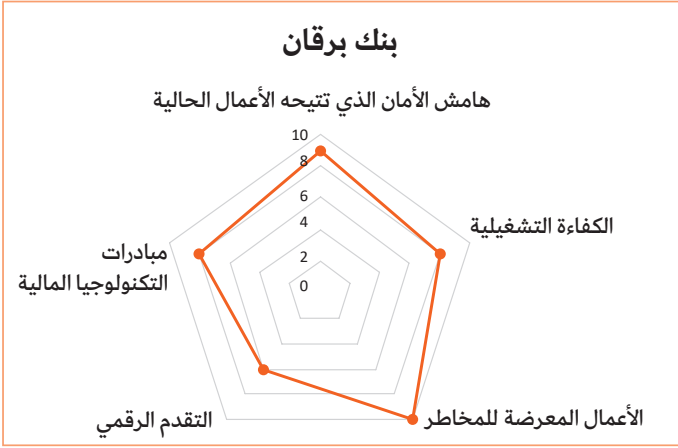 بنك برقان
هامش الأمان الذي تتيحه الأعمال الحالية
10
8
6
4
2
0
الكفاءة التشغيلية
مبادرات
التكنولوجيا المالية
الأعمال المعرضة للمخاطر
التقدم الرقمي